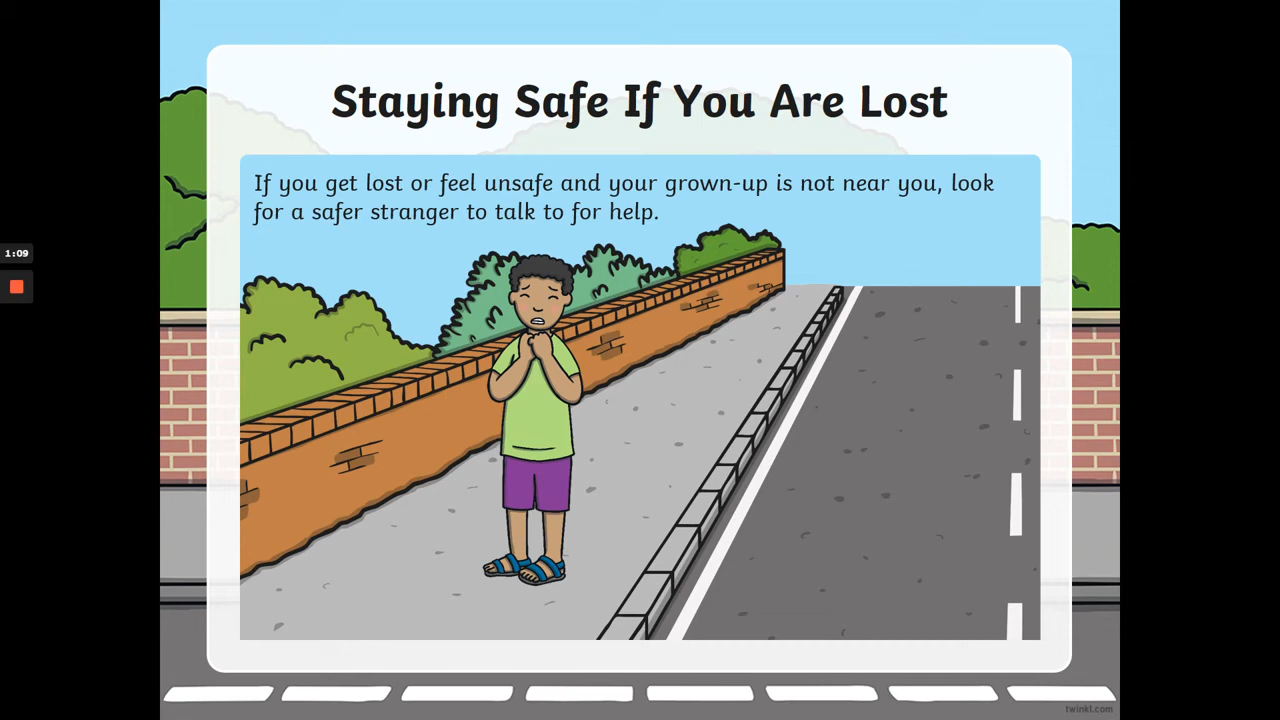 Staying Safe If You Are Lost
If you get lost or feel unsafe and your grown-up is not near you, look
for a safer stranger to talk to for help.
1:09
twinkl.com